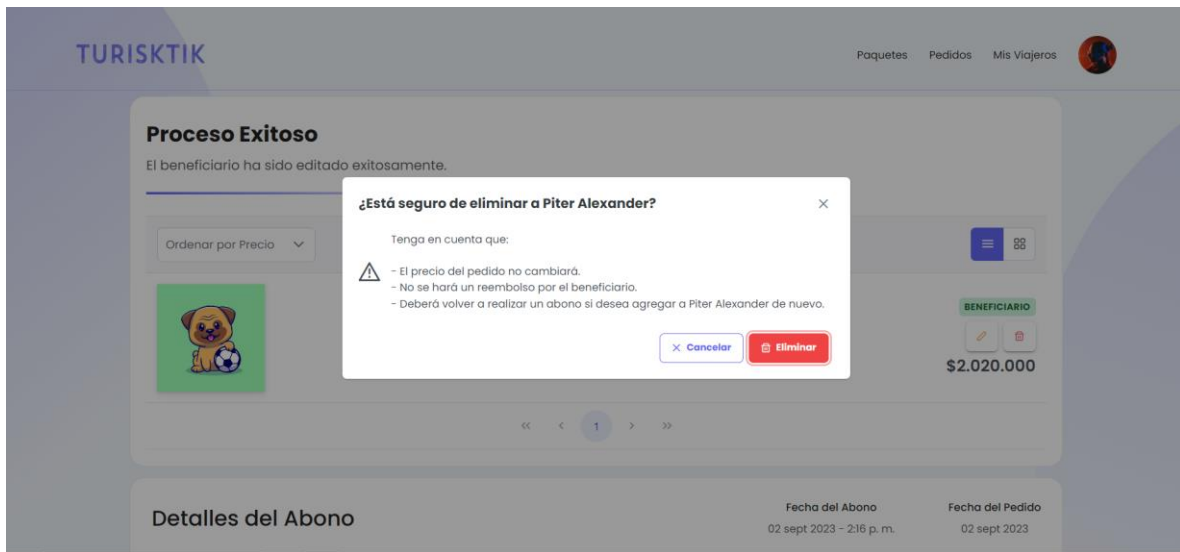 TURISKTIK
Paquetes Pedidos Mis Viajeros
Proceso Exitoso
El beneficiario ha sido editado exitosamente.
¿Está seguro de eliminar a Piter Alexander?
Ordenar por Precio
Tenga en cuenta que:
- El precio del pedido no cambiará.
- No se hará un reembolso por el beneficiario.
- Deberá volver a realizar un abono si desea agregar a Piter Alexander de nuevo.
Cancelar Eliminar
BENEFICIARIO
$2.020.000
<< < 1 > >>
Detalles del Abono
Fecha del Abono Fecha del Pedido
02 sept 2023 - 2:16 p. m. 02 sept 2023